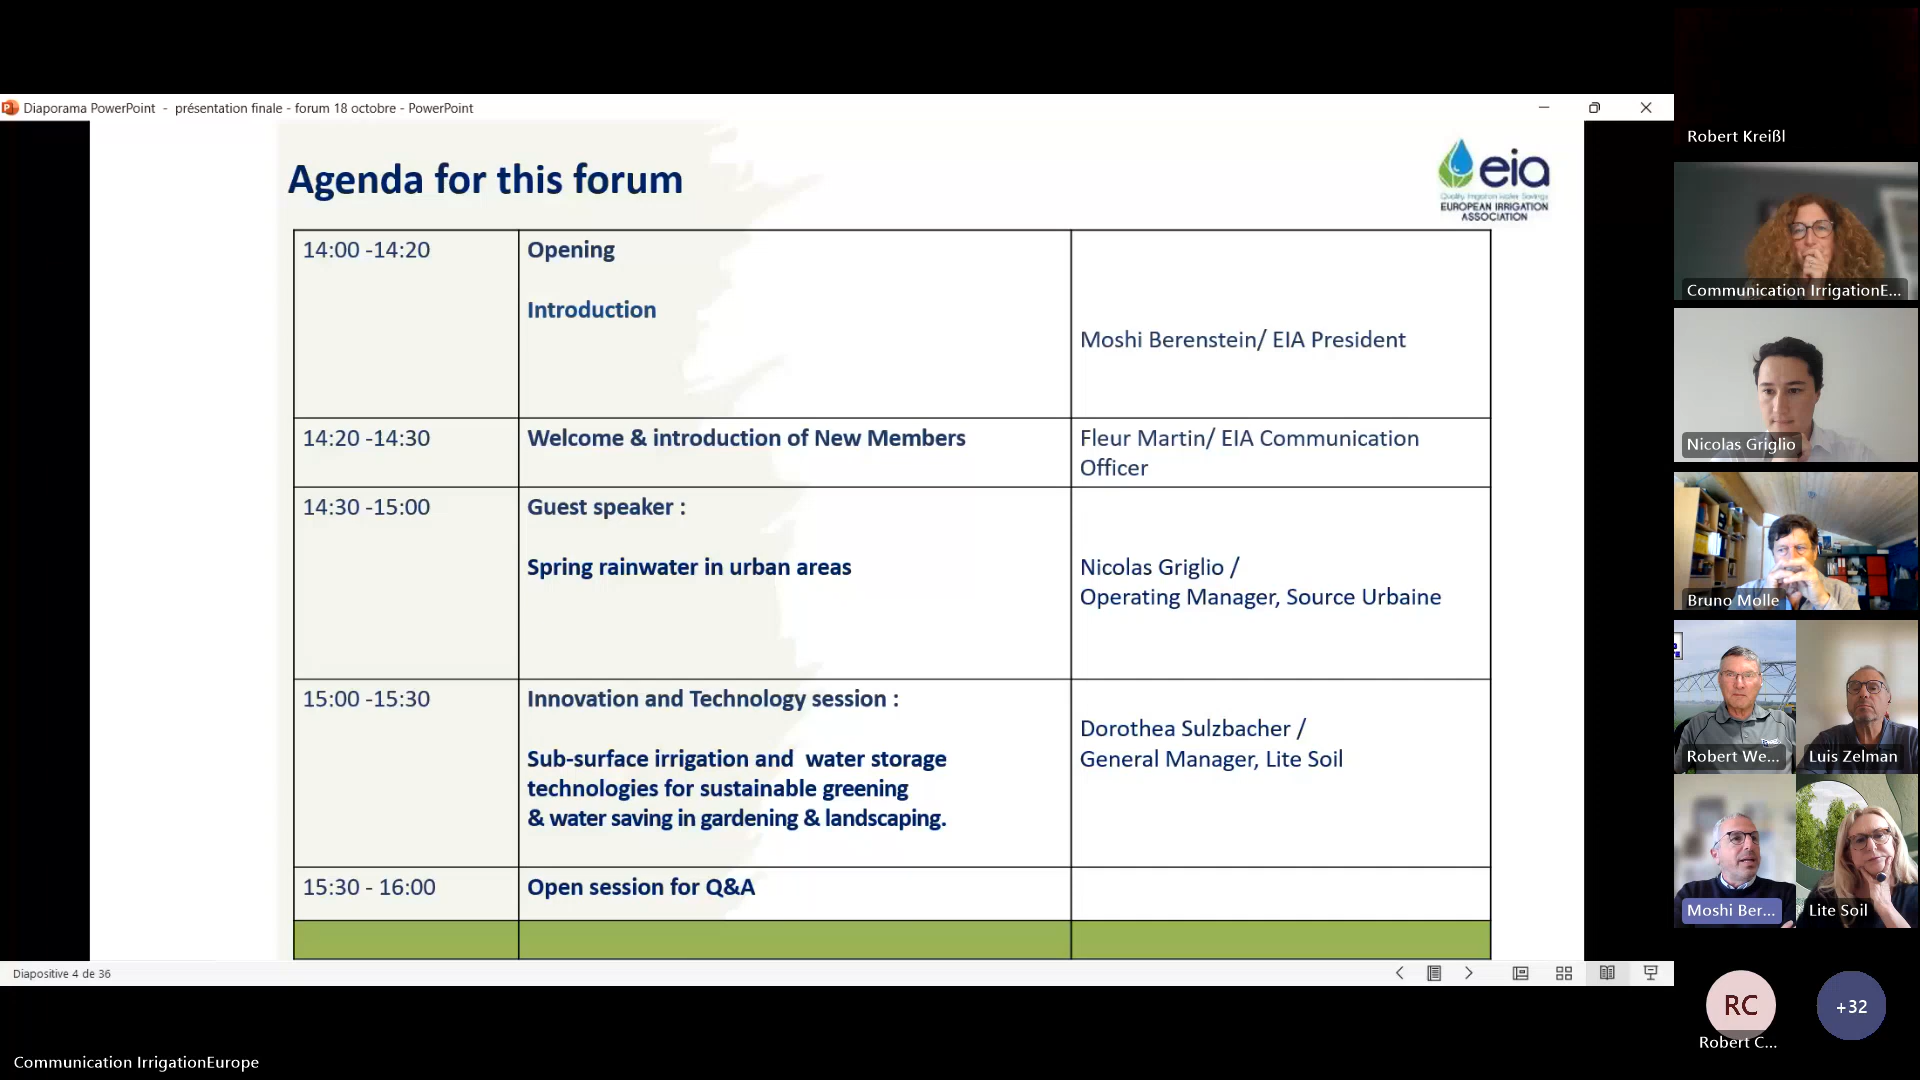 Diaporama PowerPoint - présentation finale - forum 18 octobre - PowerPoint
Agenda for this forum
eia
Quality Irrigation Water Savings
EUROPEAN IRRIGATION
ASSOCIATION
14:00 -14:20
Opening
Introduction
Moshi Berenstein/ EIA President
14:20 -14:30
Welcome & introduction of New Members
Fleur Martin/ EIA Communication
Officer
14:30 -15:00
Guest speaker :
Spring rainwater in urban areas
Nicolas Griglio /
Operating Manager, Source Urbaine
15:00 -15:30
Innovation and Technology session :
Sub-surface irrigation and water storage
technologies for sustainable greening
& water saving in gardening & landscaping.
Dorothea Sulzbacher /
General Manager, Lite Soil
15:30 - 16:00
Open session for Q&A
Diapositive 4 de 36
Communication IrrigationEurope
Robert Kreißl
Communication IrrigationE...
Nicolas Griglio
Bruno Molle
Robert We...
Luis Zelman
Moshi Ber...
Lite Soil
RC
+32
Robert C...